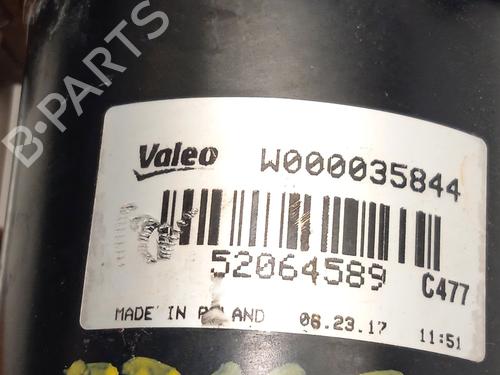 B-PARTS
Valeo W000035844
52064589 C477
MADE IN POLAND 06.23.17 11:51